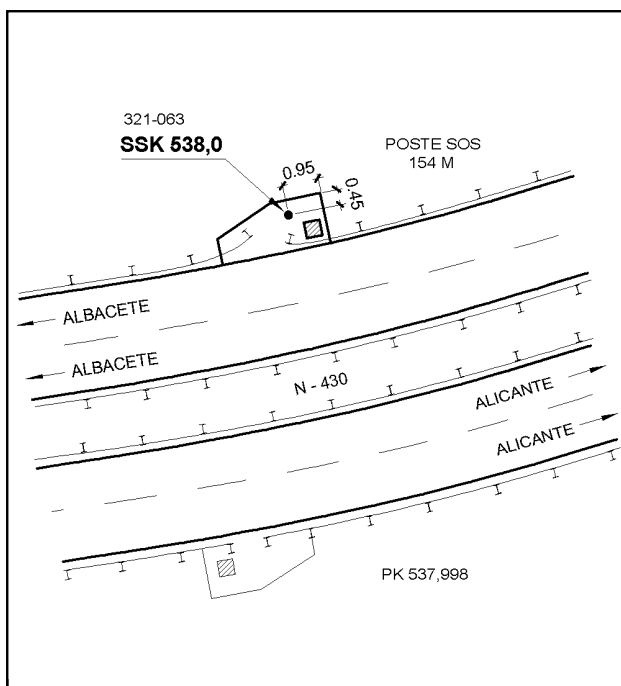 321-063
SSK 538,0
POSTE SOS
154 M
0.95
0.45
ALBACETE
ALBACETE
N - 430
ALICANTE
ALICANTE
PK 537,998